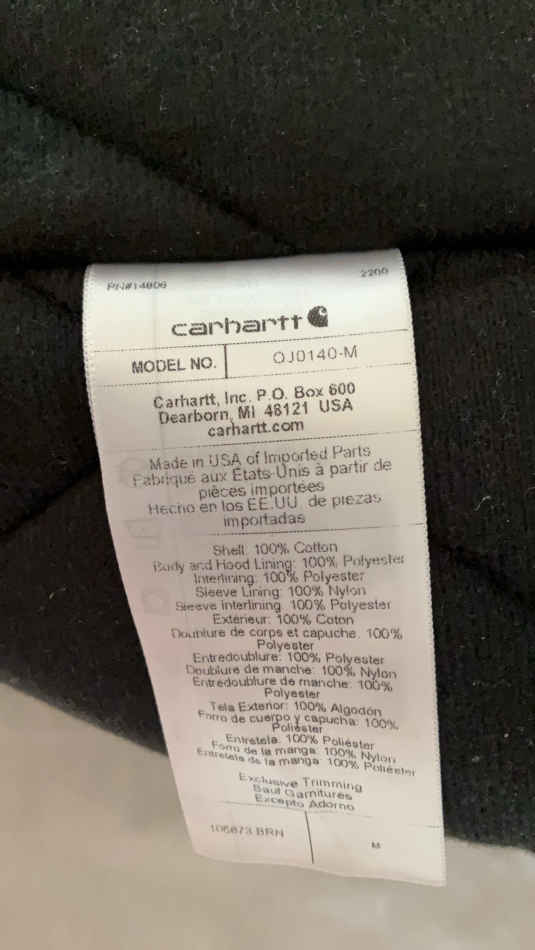 PN#14806
2200
carhartt
MODEL NO. OJ0140-M
Carhartt, Inc. P.O. Box 600
Dearborn, MI 48121 USA
carhartt.com
Made in USA of Imported Parts
Fabriqué aux États-Unis à partir de
pièces importées
Hecho en los EE.UU. de piezas
importadas
Shell: 100% Cotton
Body and Hood Lining: 100% Polyester
Interlining: 100% Polyester
Sleeve Lining: 100% Nylon
Sleeve interlining 100% Polyester
Extérieur: 100% Coton
Doublure de corps et capuche. 100%
Polyester
Entredoublure: 100% Polyester
Doublure de manche: 100% Nylon
Entredoublure de manche: 100%
Polyester
Tela Exterior: 100% Algodón
Forro de cuerpo y capucha: 100%
Poliéster
Entretela: 100% Poliéster
Forro de la manga: 100% Nylon
Entretela de la manga 100% Poliéster
Exclusive Trimming
Sauf Garnitures
Excepto Adorno
106673 BRN
M